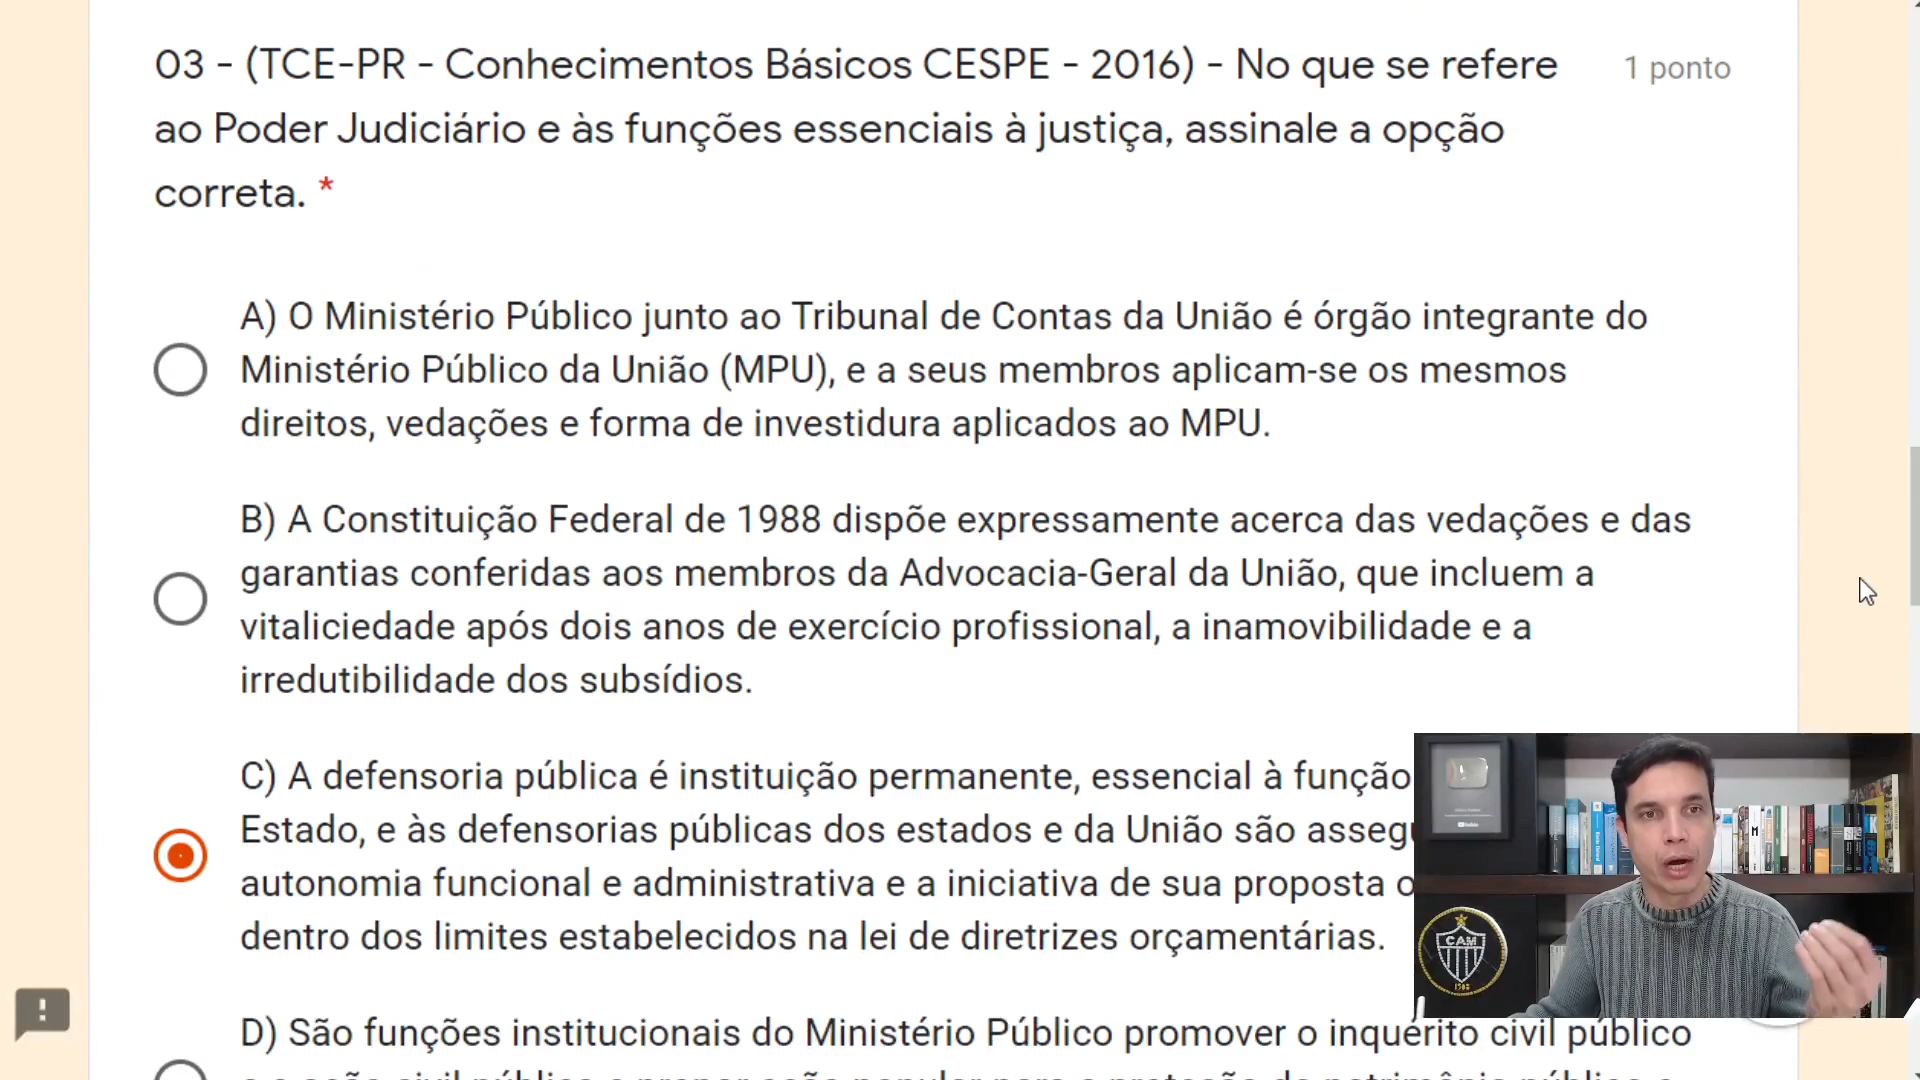 03 - (TCE-PR - Conhecimentos Básicos CESPE - 2016) - No que se refere
1 ponto
ao Poder Judiciário e às funções essenciais à justiça, assinale a opção
correta. *
A) O Ministério Público junto ao Tribunal de Contas da União é órgão integrante do
Ministério Público da União (MPU), e a seus membros aplicam-se os mesmos
direitos, vedações e forma de investidura aplicados ao MPU.
B) A Constituição Federal de 1988 dispõe expressamente acerca das vedações e das
garantias conferidas aos membros da Advocacia-Geral da União, que incluem a
vitaliciedade após dois anos de exercício profissional, a inamovibilidade e a
irredutibilidade dos subsídios.
C) A defensoria pública é instituição permanente, essencial à função
Estado, e às defensorias públicas dos estados e da União são
autonomia funcional e administrativa e a iniciativa de sua proposta
dentro dos limites estabelecidos na lei de diretrizes orçamentárias.
CAM
D) São funções institucionais do Ministério Público promover o inquérito civil público